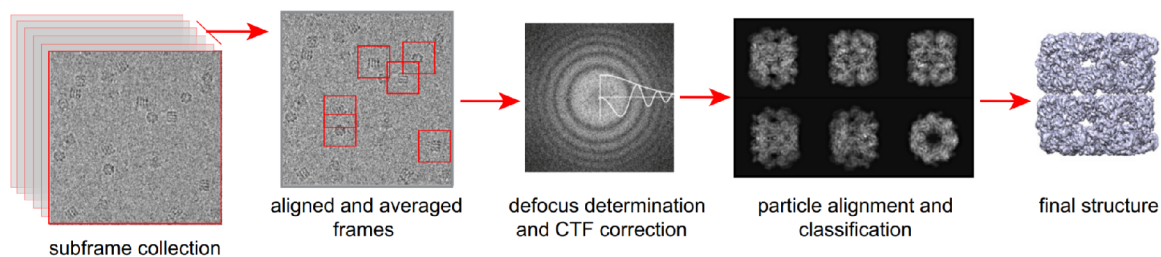 subframe collection
aligned and averaged
frames
defocus determination
and CTF correction
particle alignment and
classification
final structure